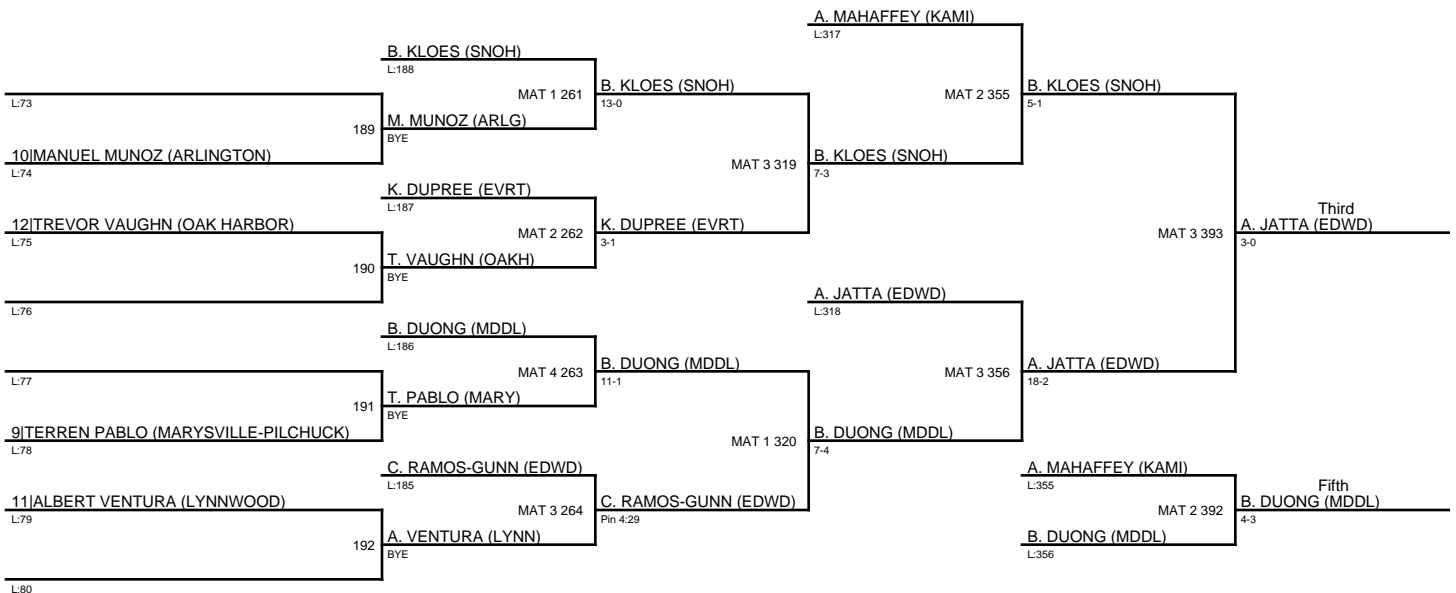 A. MAHAFFEY (KAMI)
L:317
B. KLOES (SNOH)
L:188
MAT 1 261
B. KLOES (SNOH)
13-0
MAT 2 355
B. KLOES (SNOH)
5-1
L:73
189
M. MUNOZ (ARLG)
BYE
10|MANUEL MUNOZ (ARLINGTON)
L:74
MAT 3 319
B. KLOES (SNOH)
7-3
K. DUPREE (EVRT)
L:187
12|TREVOR VAUGHN (OAK HARBOR)
L:75
MAT 2 262
K. DUPREE (EVRT)
3-1
MAT 3 393
Third
A. JATTA (EDWD)
3-0
190
T. VAUGHN (OAKH)
BYE
L:76
A. JATTA (EDWD)
L:318
B. DUONG (MDDL)
L:186
L:77
MAT 4 263
B. DUONG (MDDL)
11-1
MAT 3 356
A. JATTA (EDWD)
18-2
191
T. PABLO (MARY)
BYE
9|TERREN PABLO (MARYSVILLE-PILCHUCK)
L:78
MAT 1 320
B. DUONG (MDDL)
7-4
C. RAMOS-GUNN (EDWD)
L:185
A. MAHAFFEY (KAMI)
L:355
11|ALBERT VENTURA (LYNNWOOD)
L:79
MAT 3 264
C. RAMOS-GUNN (EDWD)
Pin 4:29
MAT 2 392
Fifth
B. DUONG (MDDL)
4-3
192
A. VENTURA (LYNN)
BYE
B. DUONG (MDDL)
L:356
L:80